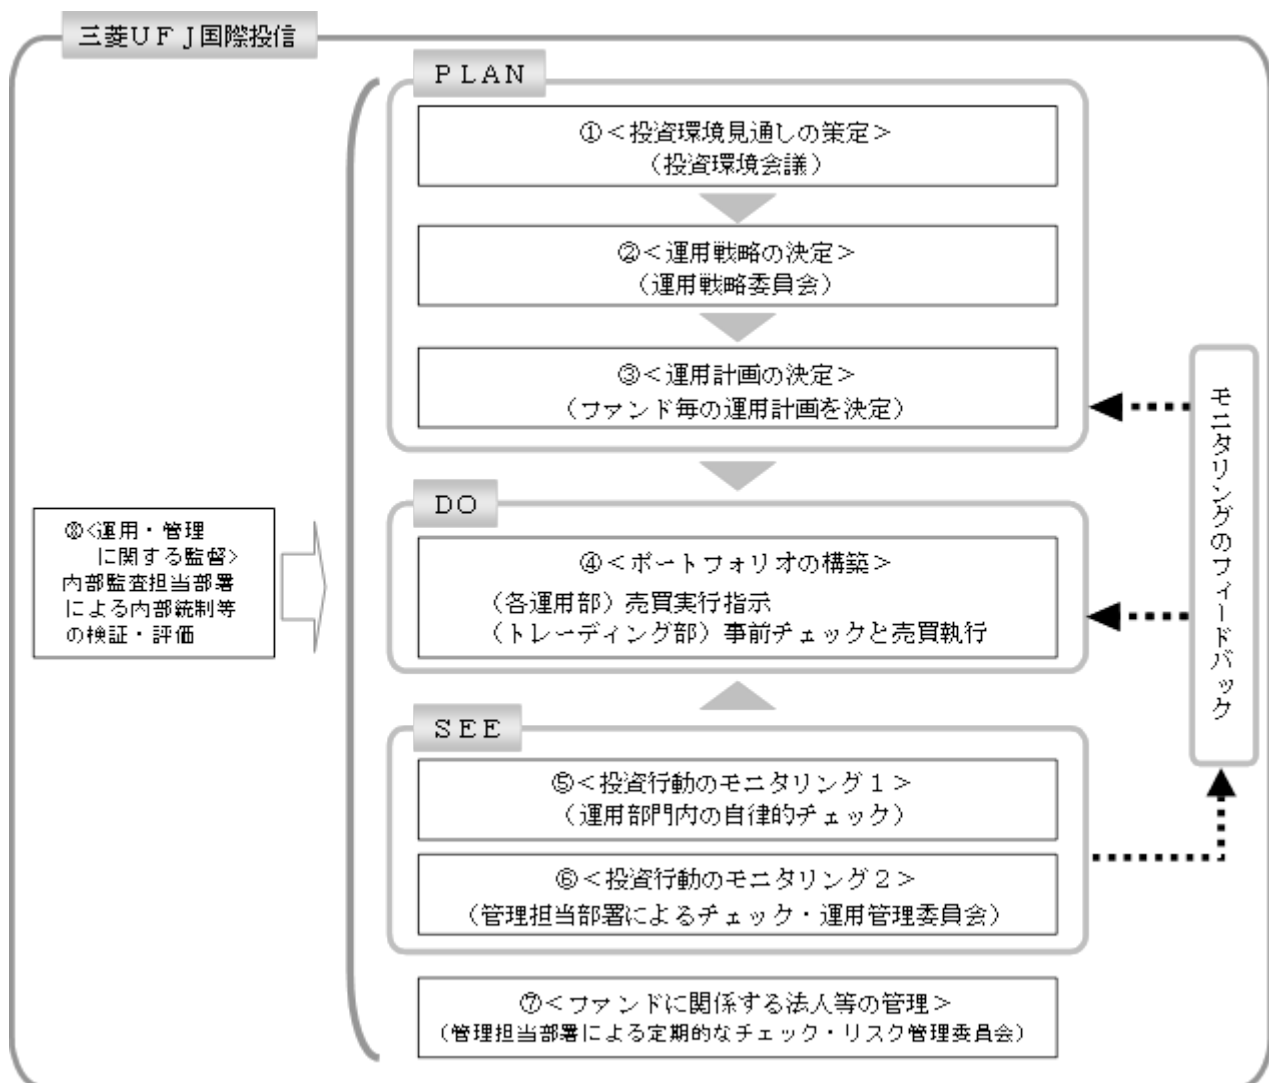 三菱ＵＦＪ国際投信
ＰＬＡＮ
①＜投資環境見通しの策定＞
（投資環境会議）
②＜運用戦略の決定＞
（運用戦略委員会）
③＜運用計画の決定＞
（ファンド毎の運用計画を決定）
ＤＯ
④＜ポートフォリオの構築＞
（各運用部）売買実行指示
（トレーディング部）事前チェックと売買執行
ＳＥＥ
⑤＜投資行動のモニタリング１＞
（運用部門内の自律的チェック）
⑥＜投資行動のモニタリング２＞
（管理担当部署によるチェック・運用管理委員会）
⑦＜ファンドに関係する法人等の管理＞
（管理担当部署による定期的なチェック・リスク管理委員会）
⑧<運用・管理
に関する監督>
内部監査担当部署
による内部統制等
の検証・評価
モニタリングのフィードバック